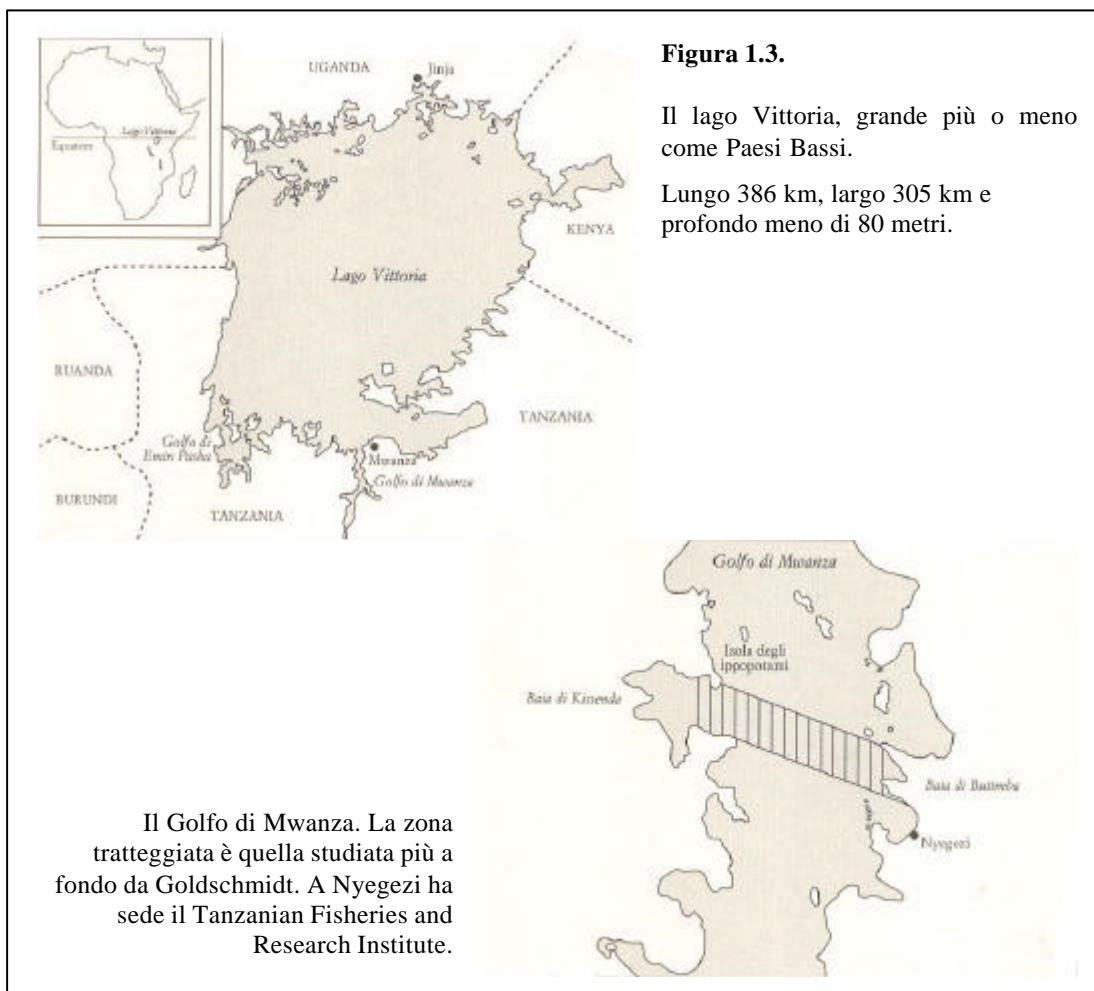 Figura 1.3.
Il lago Vittoria, grande più o meno
come Paesi Bassi.
Lungo 386 km, largo 305 km e
profondo meno di 80 metri.
UGANDA
Jinja
Lago Vittoria
Equatore
KENYA
Lago Vittoria
RUANDA
TANZANIA
Golfo di
Emin Pasha
Mwanza
Golfo di Mwanza
BURUNDI
TANZANIA
Golfo di Mwanza
Isola degli
ippopotami
Baia di Kissenda
Baia di Butimba
Nyegezi
Il Golfo di Mwanza. La zona
tratteggiata è quella studiata più a
fondo da Goldschmidt. A Nyegezi ha
sede il Tanzanian Fisheries and
Research Institute.